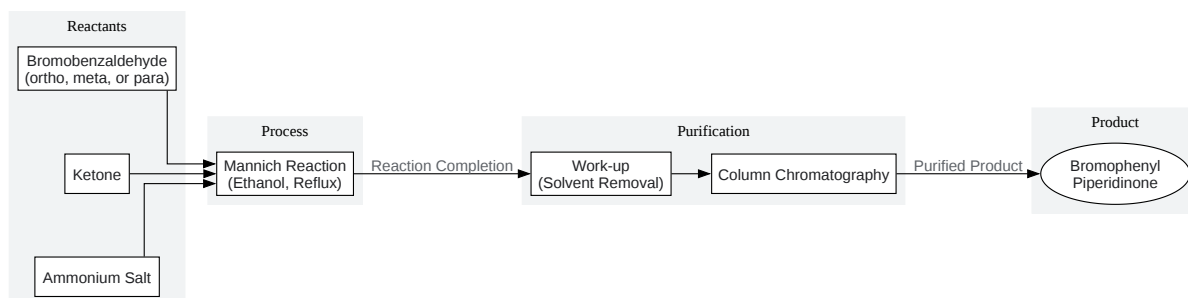 Reactants
Bromobenzaldehyde
(ortho, meta, or para)
Ketone
Ammonium Salt
Process
Mannich Reaction
(Ethanol, Reflux)
Reaction Completion
Purification
Work-up
(Solvent Removal)
Column Chromatography
Purified Product
Product
Bromophenyl
Piperidinone